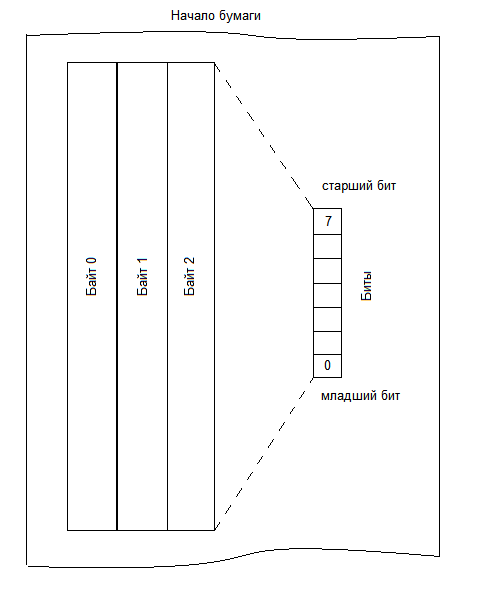 Начало бумаги
старший бит
7
Байт 0
Байт 1
Байт 2
Биты
0
младший бит